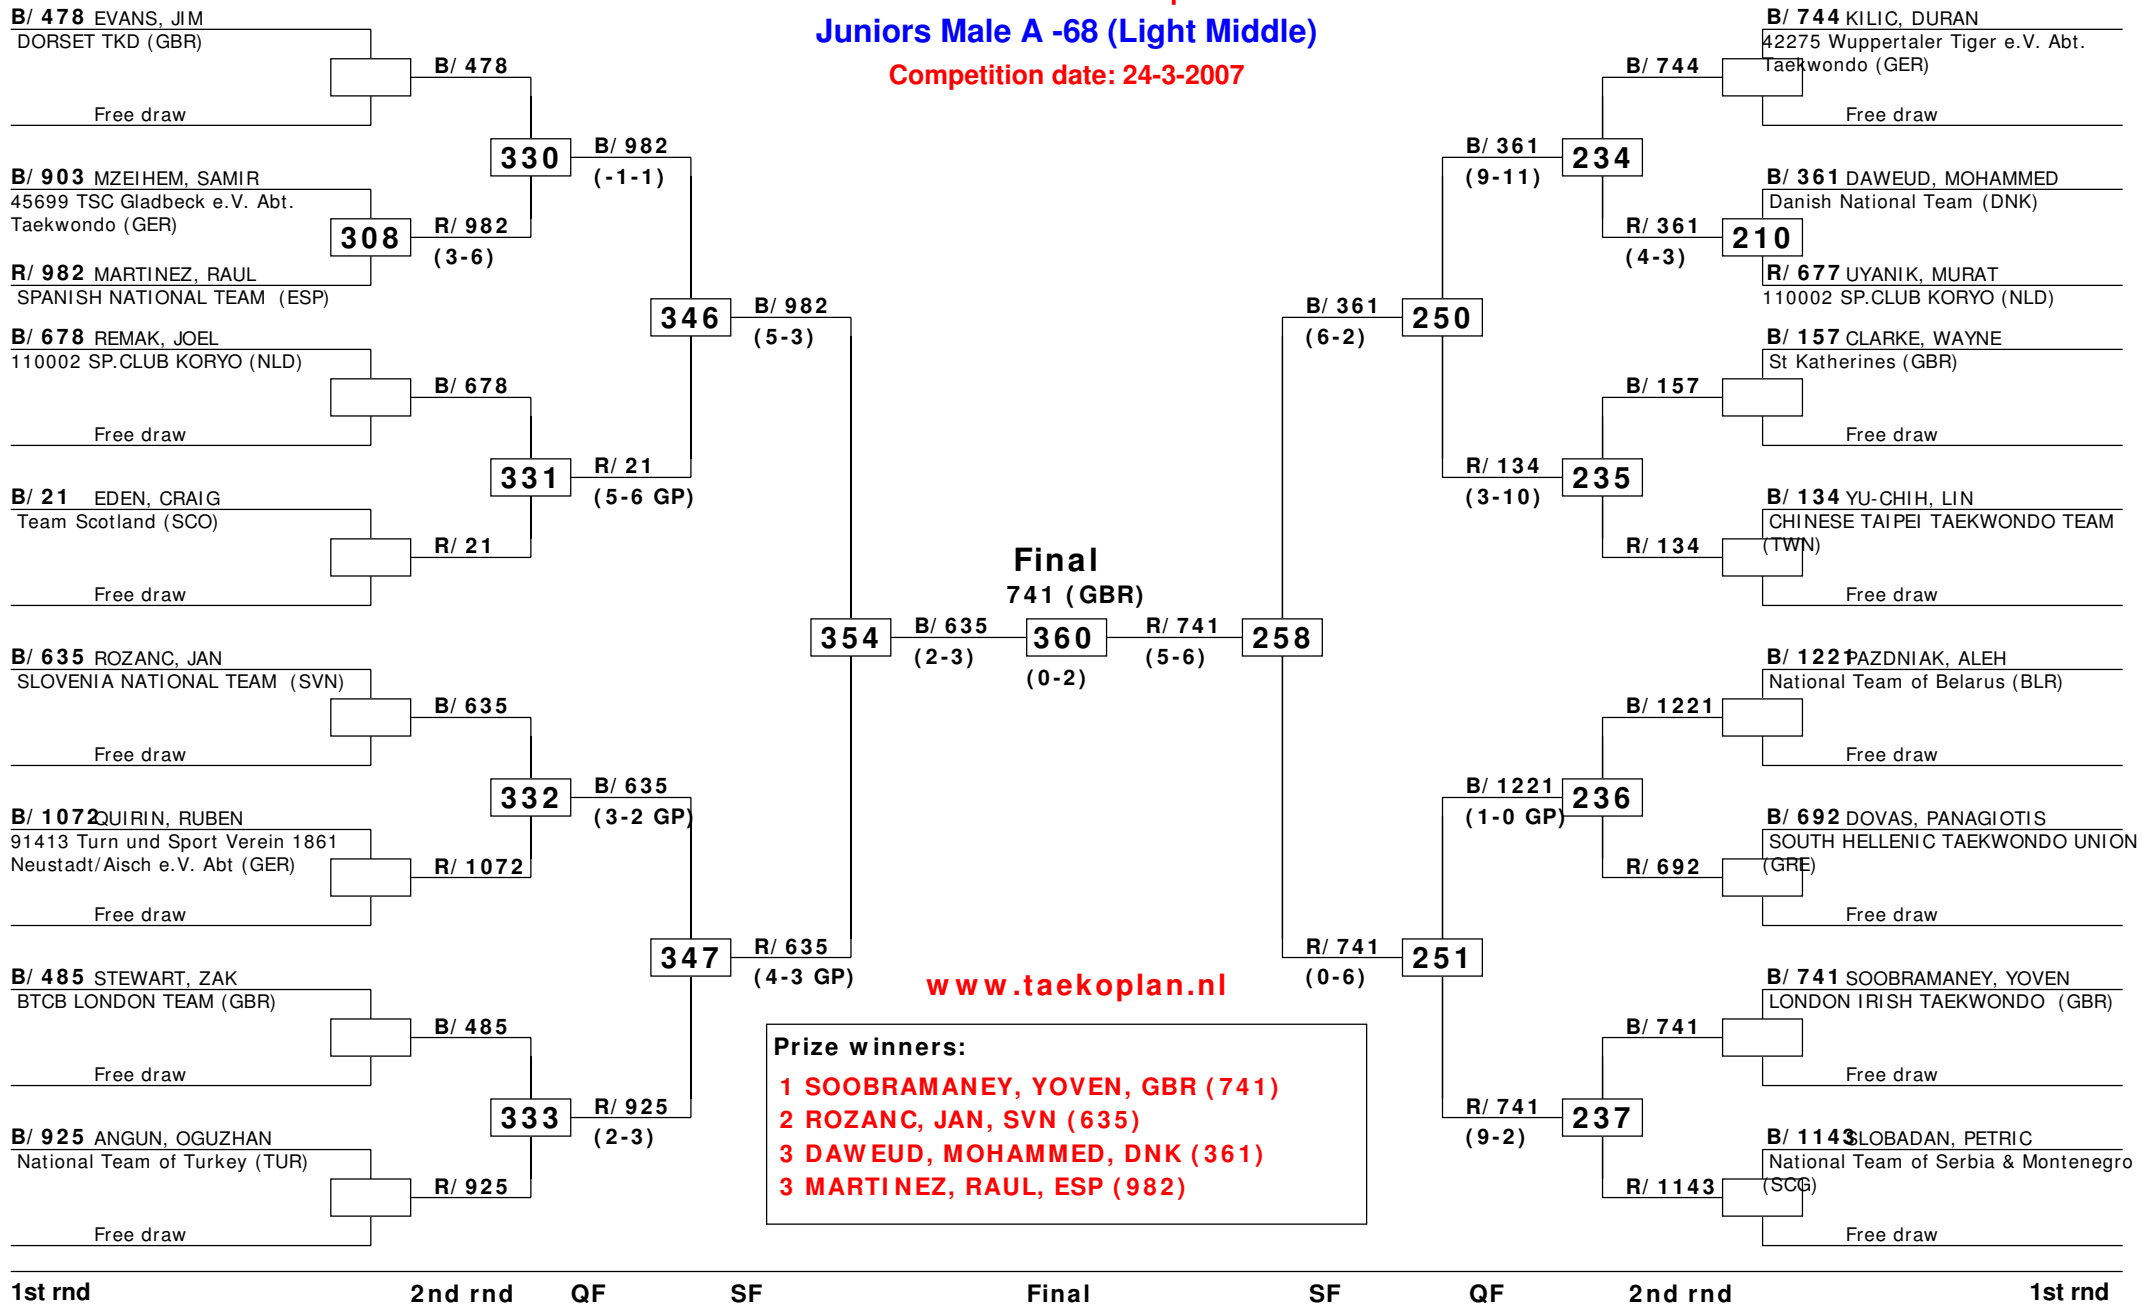 Juniors Male A -68 (Light Middle)
Competition date: 24-3-2007
B/ 478 EVANS, JIM
DORSET TKD (GBR)
Free draw
B/ 903 MZEIHEM, SAMIR
45699 TSC Gladbeck e.V. Abt.
Taekwondo (GER)
R/ 982 MARTINEZ, RAUL
SPANISH NATIONAL TEAM (ESP)
B/ 678 REMAK, JOEL
110002 SP.CLUB KORYO (NLD)
Free draw
B/ 21 EDEN, CRAIG
Team Scotland (SCO)
Free draw
B/ 635 ROZANC, JAN
SLOVENIA NATIONAL TEAM (SVN)
Free draw
B/ 1072 QUIRIN, RUBEN
91413 Turn und Sport Verein 1861
Neustadt/Aisch e.V. Abt (GER)
Free draw
B/ 485 STEWART, ZAK
BTCB LONDON TEAM (GBR)
Free draw
B/ 925 ANGUN, OGUZHAN
National Team of Turkey (TUR)
Free draw
308
B/ 478
R/ 982
(3-6)
B/ 678
R/ 21
B/ 635
R/ 1072
B/ 485
R/ 925
330
331
332
333
B/ 982
(-1-1)
R/ 21
(5-6 GP)
B/ 635
(3-2 GP)
R/ 925
(2-3)
346
347
B/ 982
(5-3)
R/ 635
(4-3 GP)
354
B/ 635
(2-3)
Final
741 (GBR)
360
(0-2)
R/ 741
(5-6)
258
B/ 361
(6-2)
R/ 741
(0-6)
250
251
B/ 361
(9-11)
R/ 134
(3-10)
B/ 1221
(1-0 GP)
R/ 741
(9-2)
234
235
236
237
B/ 744
R/ 361
(4-3)
B/ 157
R/ 134
B/ 1221
R/ 692
B/ 741
R/ 1143
210
B/ 744 KILIC, DURAN
42275 Wuppertaler Tiger e.V. Abt.
Taekwondo (GER)
Free draw
B/ 361 DAWEUD, MOHAMMED
Danish National Team (DNK)
R/ 677 UYANIK, MURAT
110002 SP.CLUB KORYO (NLD)
B/ 157 CLARKE, WAYNE
St Katherines (GBR)
Free draw
B/ 134 YU-CHIH, LIN
CHINESE TAIPEI TAEKWONDO TEAM
(TWN)
Free draw
B/ 1221 PAZDNIAK, ALEH
National Team of Belarus (BLR)
Free draw
B/ 692 DOVAS, PANAGIOTIS
SOUTH HELLENIC TAEKWONDO UNION
(GRE)
Free draw
B/ 741 SOOBRAMANEY, YOVEN
LONDON IRISH TAEKWONDO (GBR)
Free draw
B/ 1143 SLOBADAN, PETRIC
National Team of Serbia & Montenegro
(SCG)
Free draw
www.taekoplan.nl
Prize winners:
1 SOOBRAMANEY, YOVEN, GBR (741)
2 ROZANC, JAN, SVN (635)
3 DAWEUD, MOHAMMED, DNK (361)
3 MARTINEZ, RAUL, ESP (982)
1st rnd 2nd rnd QF SF Final SF QF 2nd rnd 1st rnd